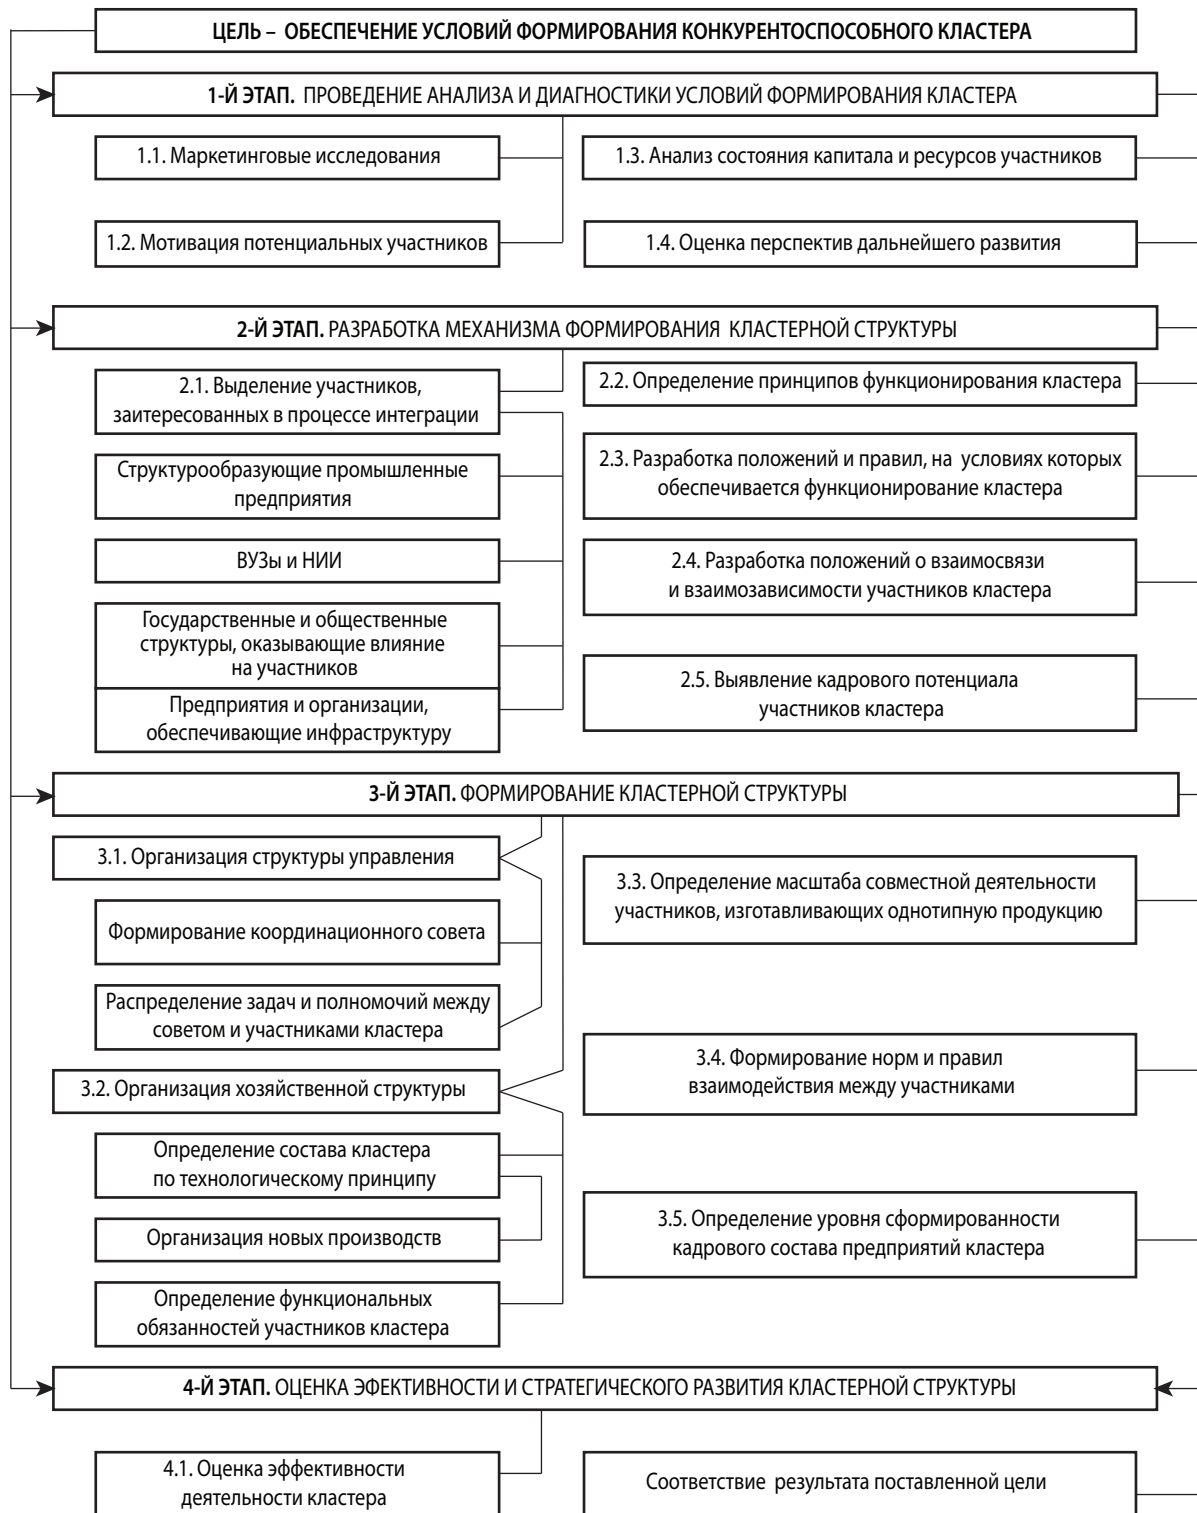 ЦЕЛЬ – ОБЕСПЕЧЕНИЕ УСЛОВИЙ ФОРМИРОВАНИЯ КОНКУРЕНТОСПОСОБНОГО КЛАСТЕРА
1-Й ЭТАП. ПРОВЕДЕНИЕ АНАЛИЗА И ДИАГНОСТИКИ УСЛОВИЙ ФОРМИРОВАНИЯ КЛАСТЕРА
1.1. Маркетинговые исследования
1.2. Мотивация потенциальных участников
1.3. Анализ состояния капитала и ресурсов участников
1.4. Оценка перспектив дальнейшего развития
2-Й ЭТАП. РАЗРАБОТКА МЕХАНИЗМА ФОРМИРОВАНИЯ КЛАСТЕРНОЙ СТРУКТУРЫ
2.1. Выделение участников,
заитересованных в процессе интеграции
Структурообразующие промышленные
предприятия
ВУЗы и НИИ
Государственные и общественные
структуры, оказывающие влияние
на участников
Предприятия и организации,
обеспечивающие инфраструктуру
2.2. Определение принципов функционирования кластера
2.3. Разработка положений и правил, на условиях которых
обеспечивается функционирование кластера
2.4. Разработка положений о взаимосвязи
и взаимозависимости участников кластера
2.5. Выявление кадрового потенциала
участников кластера
3-Й ЭТАП. ФОРМИРОВАНИЕ КЛАСТЕРНОЙ СТРУКТУРЫ
3.1. Организация структуры управления
Формирование координационного совета
Распределение задач и полномочий между
советом и участниками кластера
3.2. Организация хозяйственной структуры
Определение состава кластера
по технологическому принципу
Организация новых производств
Определение функциональных
обязанностей участников кластера
3.3. Определение масштаба совместной деятельности
участников, изготавливающих однотипную продукцию
3.4. Формирование норм и правил
взаимодействия между участниками
3.5. Определение уровня сформированности
кадрового состава предприятий кластера
4-Й ЭТАП. ОЦЕНКА ЭФЕКТИВНОСТИ И СТРАТЕГИЧЕСКОГО РАЗВИТИЯ КЛАСТЕРНОЙ СТРУКТУРЫ
4.1. Оценка эффективности
деятельности кластера
Соответствие результата поставленной цели